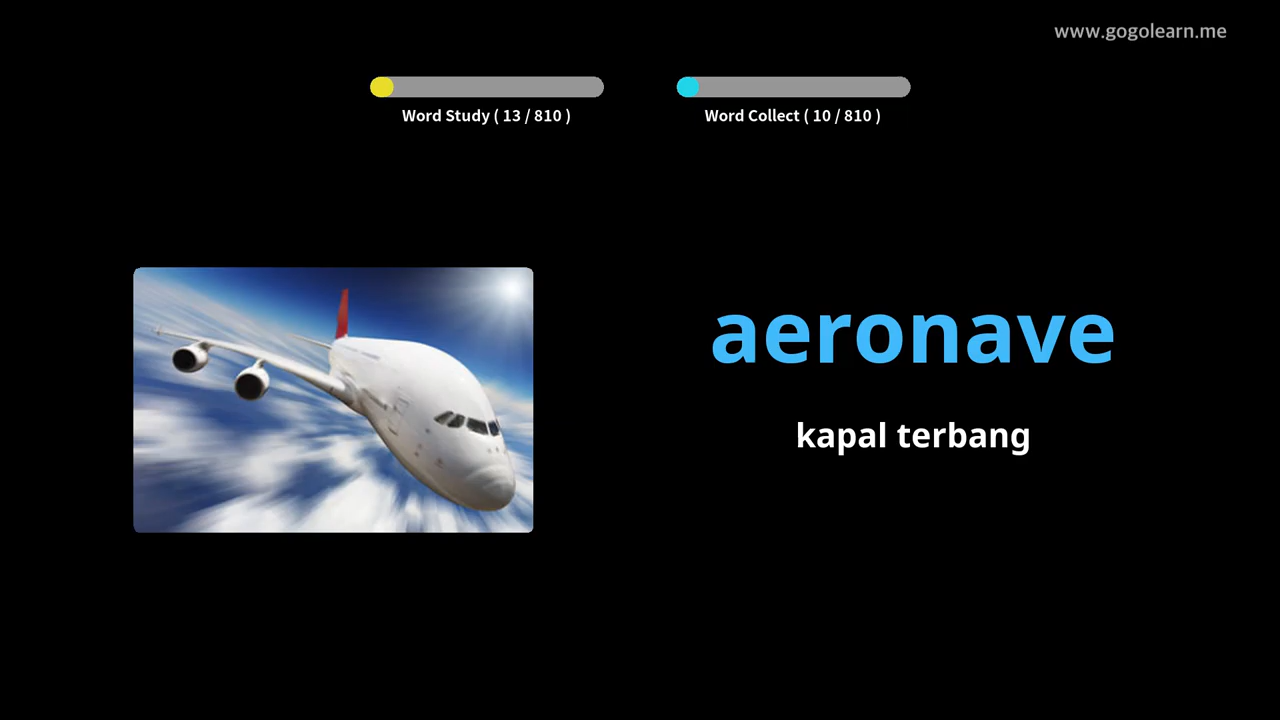 www.gogolearn.me
Word Study ( 13 / 810 )
Word Collect ( 10 / 810 )
aeronave
kapal terbang